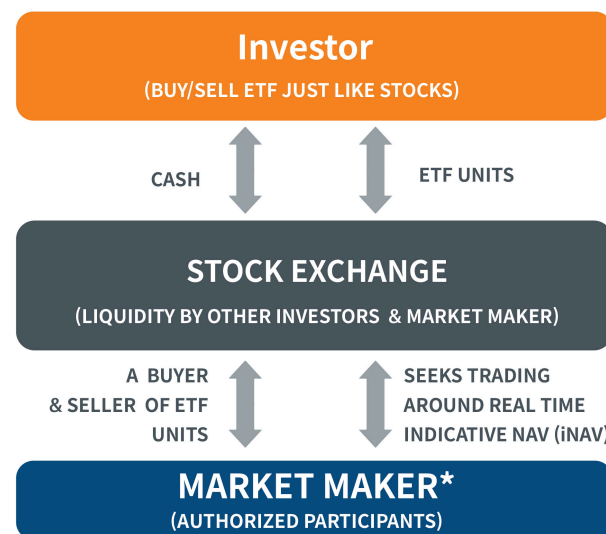 Investor
(BUY/SELL ETF JUST LIKE STOCKS)
CASH
ETF UNITS
STOCK EXCHANGE
(LIQUIDITY BY OTHER INVESTORS & MARKET MAKER)
A BUYER
& SELLER OF ETF
UNITS
SEEKS TRADING
AROUND REAL TIME
INDICATIVE NAV (iNAV)
MARKET MAKER*
(AUTHORIZED PARTICIPANTS)